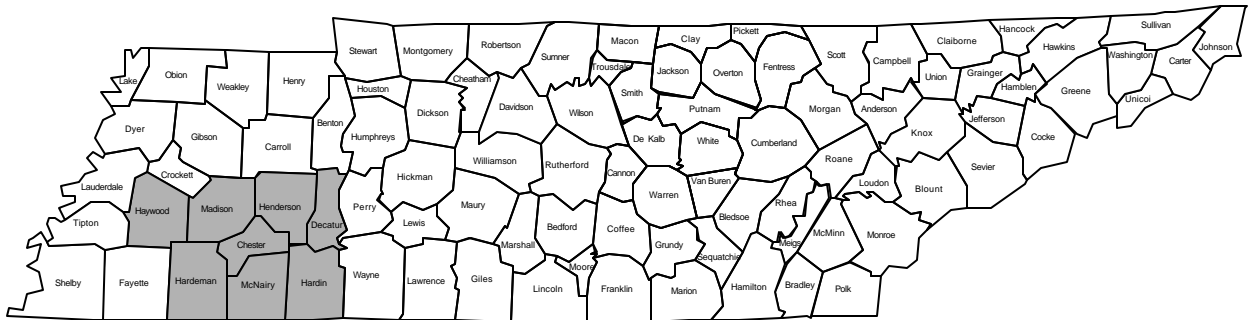 Stewart
Montgomery
Robertson
Sumner
Macon
Trousdale
Clay
Pickett
Jackson
Overton
Fentress
Scott
Campbell
Claiborne
Hancock
Hawkins
Sullivan
Johnson
Carter
Washington
Unicoi
Greene
Hamblen
Grainger
Union
Lake
Obion
Weakley
Henry
Houston
Cheatham
Dickson
Davidson
Wilson
Smith
Putnam
Morgan
Anderson
Knox
Jefferson
Cocke
Sevier
Dyer
Gibson
Carroll
Benton
Humphreys
Hickman
Williamson
Rutherford
Cannon
De Kalb
White
Cumberland
Roane
Loudon
Blount
Lauderdale
Crockett
Haywood
Madison
Henderson
Decatur
Perry
Lewis
Maury
Marshall
Bedford
Coffee
Warren
Van Buren
Bledsoe
Rhea
Meigs
McMinn
Monroe
Tipton
Chester
Grundy
Sequatchie
Moore
Shelby
Fayette
Hardeman
McNairy
Hardin
Wayne
Lawrence
Giles
Lincoln
Franklin
Marion
Hamilton
Bradley
Polk